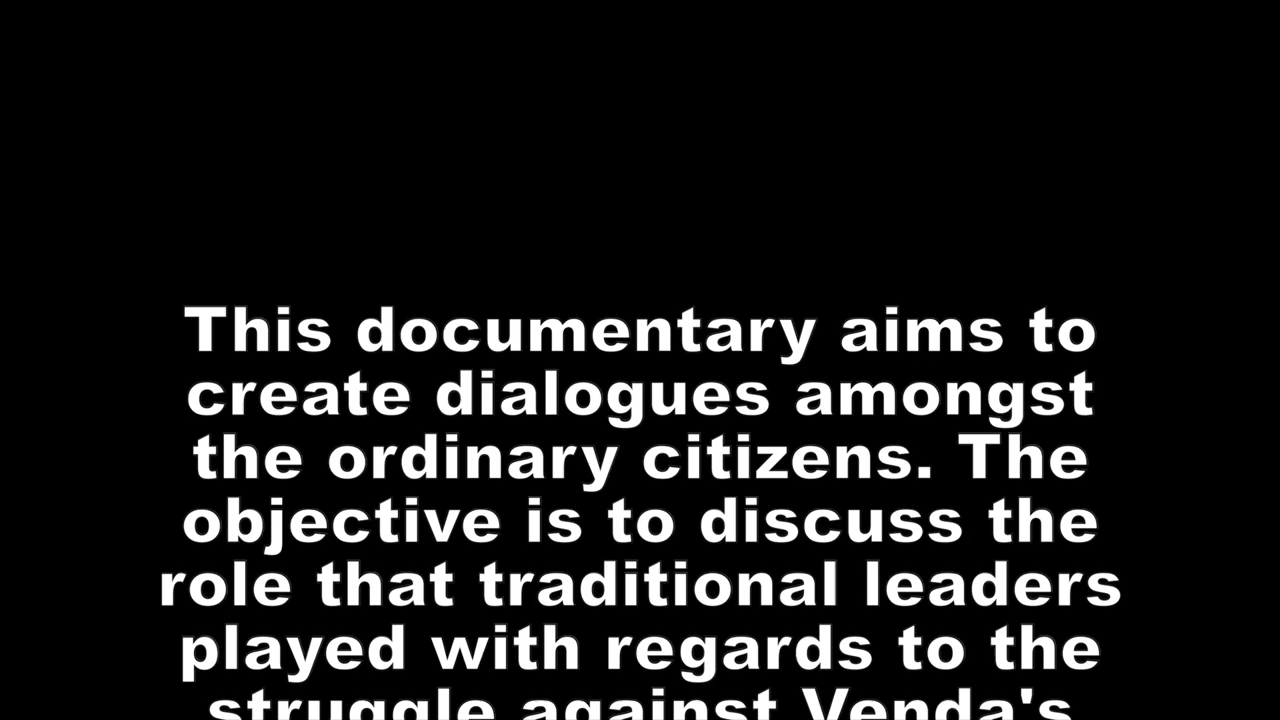 This documentary aims to
create dialogues amongst
the ordinary citizens. The
objective is to discuss the
role that traditional leaders
played with regards to the
struggle against Venda's